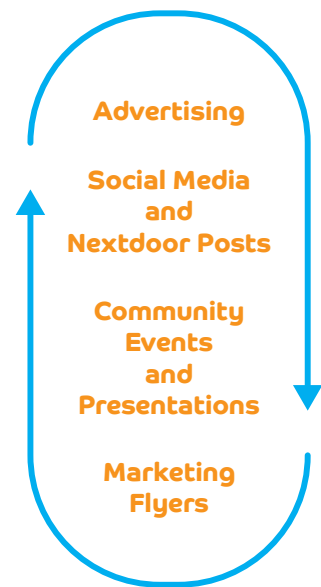 Advertising
Social Media
and
Nextdoor Posts
Community
Events
and
Presentations
Marketing
Flyers